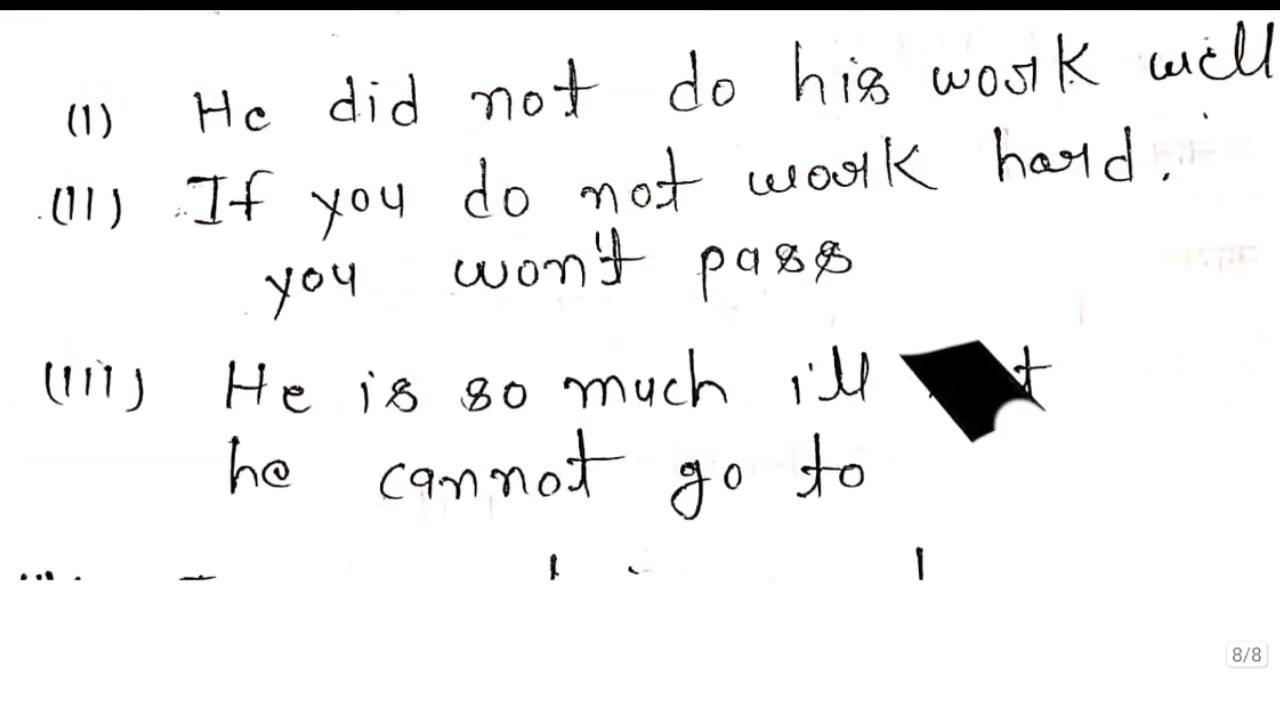 (I) He did not do his work well
(II) If you do not work hard.
you won't pass
(III) He is so much i'll
he cannot go to
8/8